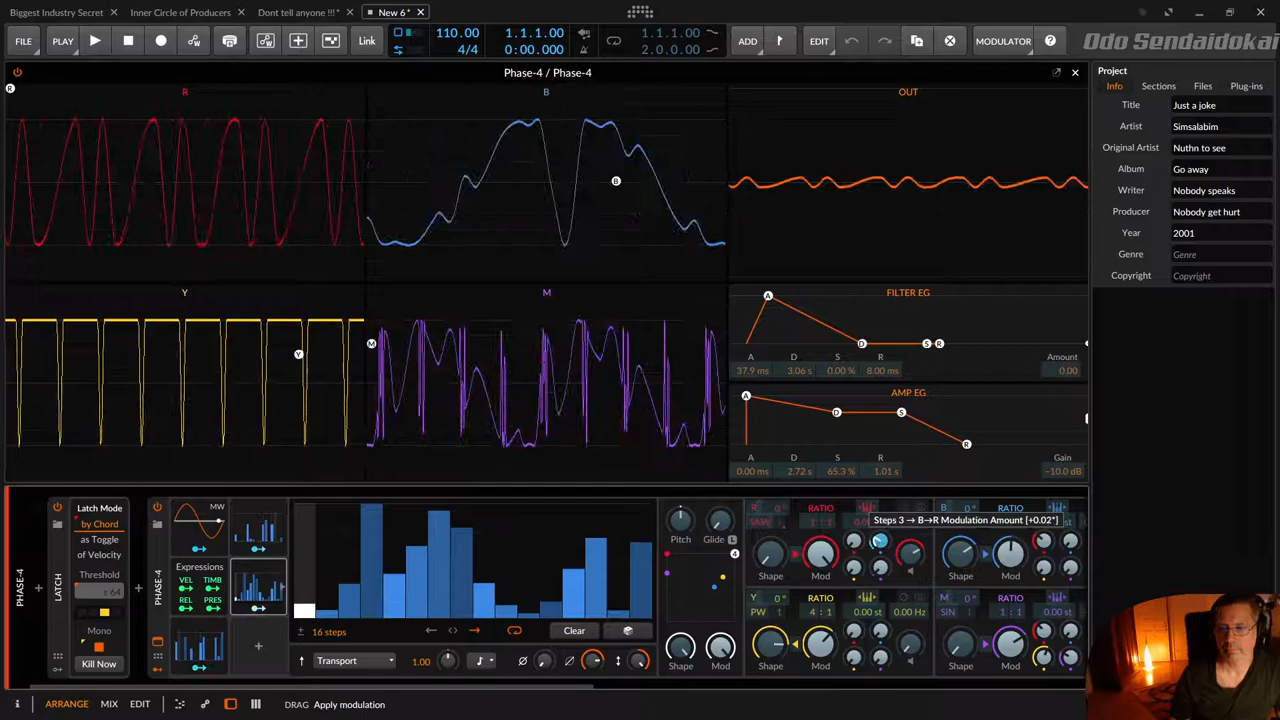 Biggest Industry Secret
Inner Circle of Producers
Dont tell anyone !!!*
New 6*
FILE
PLAY
Link
110.00
4/4
1.1.1.00
0:00.000
1.1.1.00
2.0.0.00
ADD
EDIT
MODULATOR
Odo Sendaidokai
Phase-4 / Phase-4
R
B
OUT
R
B
Y
M
Y
M
FILTER EG
A
D
S
R
A D S R Amount
37.9 ms 3.06 s 0.00 % 8.00 ms 0.00
AMP EG
A
D
S
R
A D S R Gain
0.00 ms 2.72 s 65.3 % 1.01 s −10.0 dB
Project
Info Sections Files Plug-ins
Title Just a joke
Artist Simsalabim
Original Artist Nuthn to see
Album Go away
Writer Nobody speaks
Producer Nobody get hurt
Year 2001
Genre Genre
Copyright Copyright
PHASE-4
LATCH
Latch Mode
by Chord
as Toggle
of Velocity
Threshold
± 64
Mono
Kill Now
PHASE-4
MW
Expressions
VEL TIMB
REL PRES
16 steps
Clear
Transport
1.00
Pitch
Glide L
4
R 0° RATIO
SAW 1 : 1
Steps 3 → B→R Modulation Amount [+0.02*]
B 0° RATIO
Shape Mod
Shape Mod
Y 0° RATIO
PW 4 : 1 0.00 st 0.00 Hz
M 0° RATIO
SIN 1 : 1 0.00 st
Shape Mod
Shape Mod
Shape Mod
ARRANGE MIX EDIT
DRAG Apply modulation